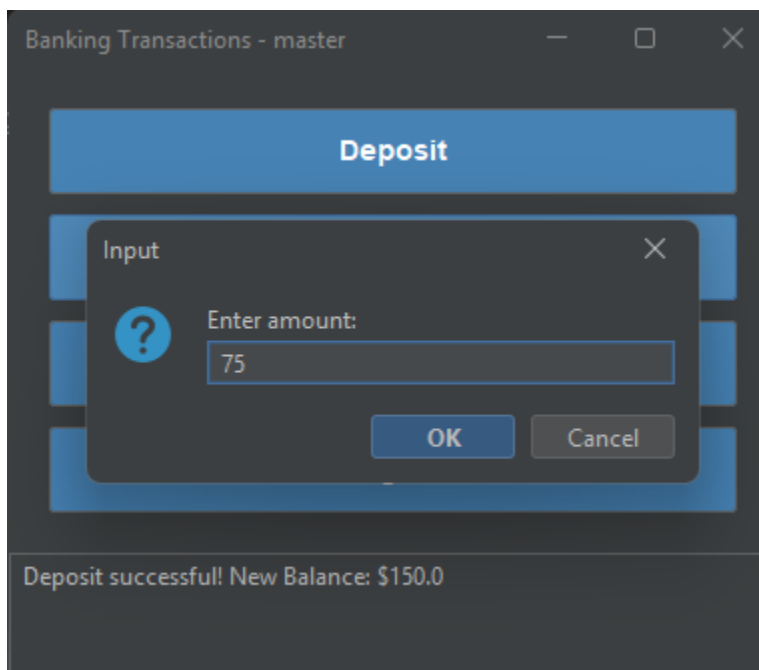 Banking Transactions - master
Deposit
Input
Enter amount:
75
OK
Cancel
Deposit successful! New Balance: $150.0